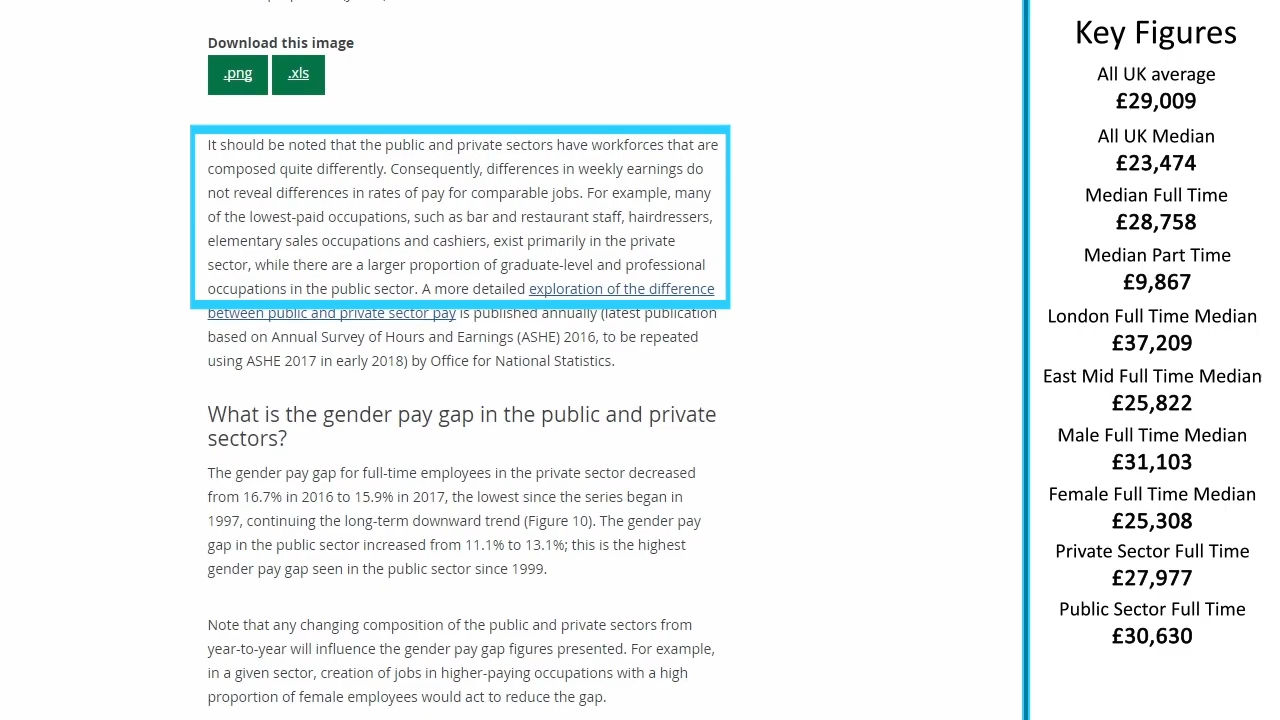 Download this image
.png
.xls
It should be noted that the public and private sectors have workforces that are
composed quite differently. Consequently, differences in weekly earnings do
not reveal differences in rates of pay for comparable jobs. For example, many
of the lowest-paid occupations, such as bar and restaurant staff, hairdressers,
elementary sales occupations and cashiers, exist primarily in the private
sector, while there are a larger proportion of graduate-level and professional
occupations in the public sector. A more detailed exploration of the difference
between public and private sector pay is published annually (latest publication
based on Annual Survey of Hours and Earnings (ASHE) 2016, to be repeated
using ASHE 2017 in early 2018) by Office for National Statistics.
What is the gender pay gap in the public and private
sectors?
The gender pay gap for full-time employees in the private sector decreased
from 16.7% in 2016 to 15.9% in 2017, the lowest since the series began in
1997, continuing the long-term downward trend (Figure 10). The gender pay
gap in the public sector increased from 11.1% to 13.1%; this is the highest
gender pay gap seen in the public sector since 1999.
Note that any changing composition of the public and private sectors from
year-to-year will influence the gender pay gap figures presented. For example,
in a given sector, creation of jobs in higher-paying occupations with a high
proportion of female employees would act to reduce the gap.
Key Figures
All UK average
£29,009
All UK Median
£23,474
Median Full Time
£28,758
Median Part Time
£9,867
London Full Time Median
£37,209
East Mid Full Time Median
£25,822
Male Full Time Median
£31,103
Female Full Time Median
£25,308
Private Sector Full Time
£27,977
Public Sector Full Time
£30,630